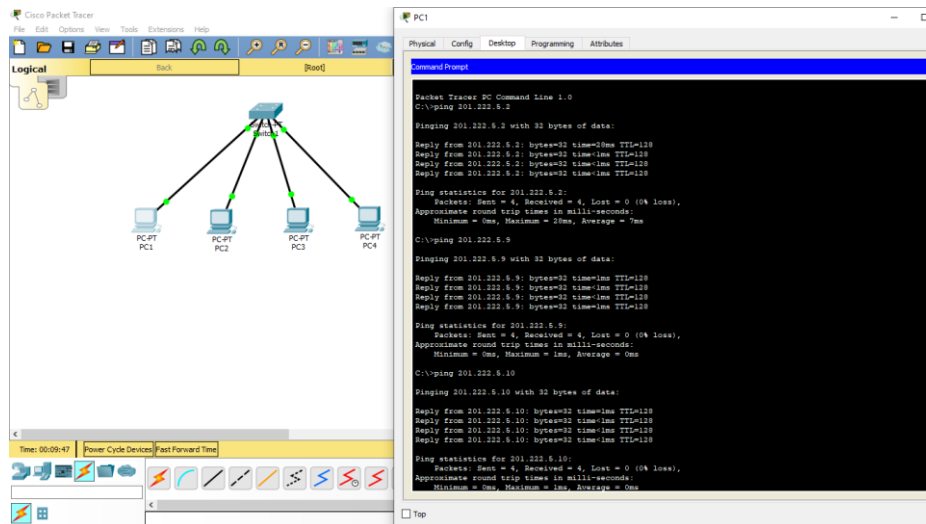 Cisco Packet Tracer
File Edit Options View Tools Extensions Help
Logical
Back
[Root]
Switch-PT
Switch1
PC-PT
PC1
PC-PT
PC2
PC-PT
PC3
PC-PT
PC4
Time: 00:09:47
Power Cycle Devices Fast Forward Time
PC1
Physical Config Desktop Programming Attributes
Command Prompt
Packet Tracer PC Command Line 1.0
C:\>ping 201.222.5.2
Pinging 201.222.5.2 with 32 bytes of data:
Reply from 201.222.5.2: bytes=32 time=28ms TTL=128
Reply from 201.222.5.2: bytes=32 time<1ms TTL=128
Reply from 201.222.5.2: bytes=32 time<1ms TTL=128
Reply from 201.222.5.2: bytes=32 time<1ms TTL=128
Ping statistics for 201.222.5.2:
Packets: Sent = 4, Received = 4, Lost = 0 (0% loss),
Approximate round trip times in milli-seconds:
Minimum = 0ms, Maximum = 28ms, Average = 7ms
C:\>ping 201.222.5.9
Pinging 201.222.5.9 with 32 bytes of data:
Reply from 201.222.5.9: bytes=32 time=1ms TTL=128
Reply from 201.222.5.9: bytes=32 time<1ms TTL=128
Reply from 201.222.5.9: bytes=32 time<1ms TTL=128
Reply from 201.222.5.9: bytes=32 time<1ms TTL=128
Ping statistics for 201.222.5.9:
Packets: Sent = 4, Received = 4, Lost = 0 (0% loss),
Approximate round trip times in milli-seconds:
Minimum = 0ms, Maximum = 1ms, Average = 0ms
C:\>ping 201.222.5.10
Pinging 201.222.5.10 with 32 bytes of data:
Reply from 201.222.5.10: bytes=32 time=1ms TTL=128
Reply from 201.222.5.10: bytes=32 time<1ms TTL=128
Reply from 201.222.5.10: bytes=32 time<1ms TTL=128
Reply from 201.222.5.10: bytes=32 time<1ms TTL=128
Ping statistics for 201.222.5.10:
Packets: Sent = 4, Received = 4, Lost = 0 (0% loss),
Approximate round trip times in milli-seconds:
Minimum = 0ms, Maximum = 1ms, Average = 0ms
Top